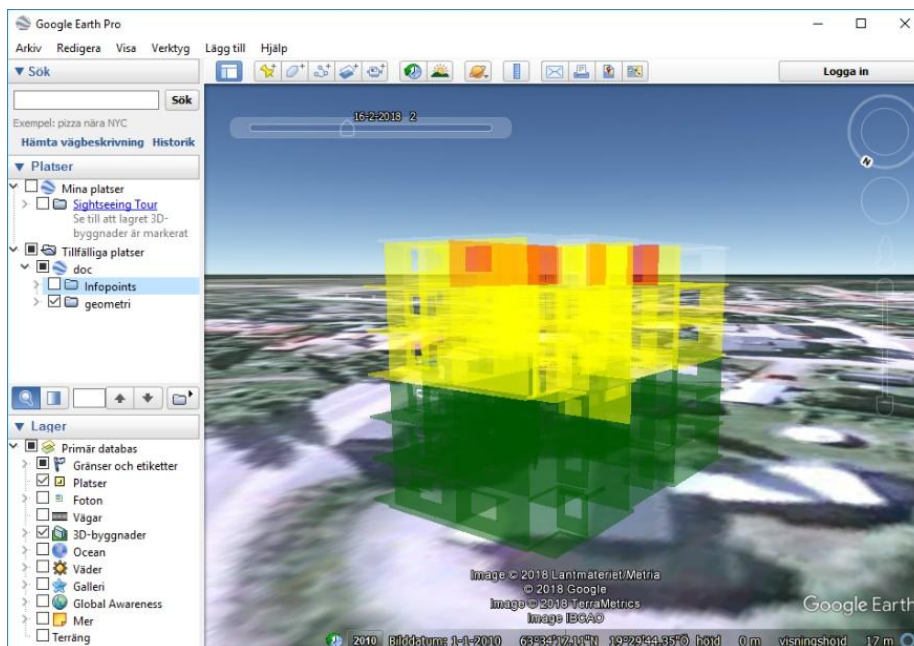 Google Earth Pro
Arkiv Redigera Visa Verktyg Lägg till Hjälp
Sök
Logga in
Sök
Exempel: pizza nära NYC
Hämta vägbeskrivning Historik
16-2-2018 2
N
Platser
Mina platser
Sightseeing Tour
Se till att lagret 3D-
byggnader är markerat
Tillfälliga platser
doc
Infopoints
geometri
Lager
Primär databas
Gränser och etiketter
Platser
Foton
Vägar
3D-byggnader
Ocean
Väder
Galleri
Global Awareness
Mer
Terräng
Image © 2018 Lantmäteriet/Metria
© 2018 Google
Image © 2018 TerraMetrics
Image IBCAO
Google Earth
2010 Bilddatum: 1-1-2010 63°34'12.11"N 19°29'44.35"O höjd 0 m visningshöjd 17 m